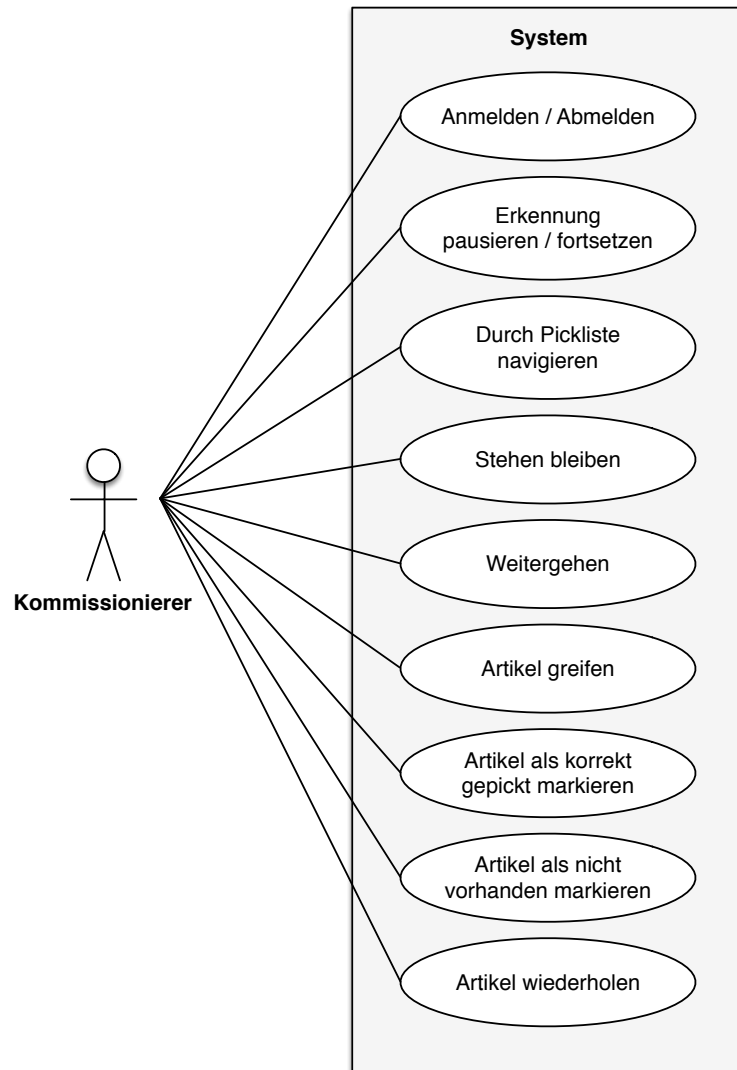 System
Anmelden / Abmelden
Erkennung
pausieren / fortsetzen
Durch Pickliste
navigieren
Stehen bleiben
Weitergehen
Kommissionierer
Artikel greifen
Artikel als korrekt
gepickt markieren
Artikel als nicht
vorhanden markieren
Artikel wiederholen